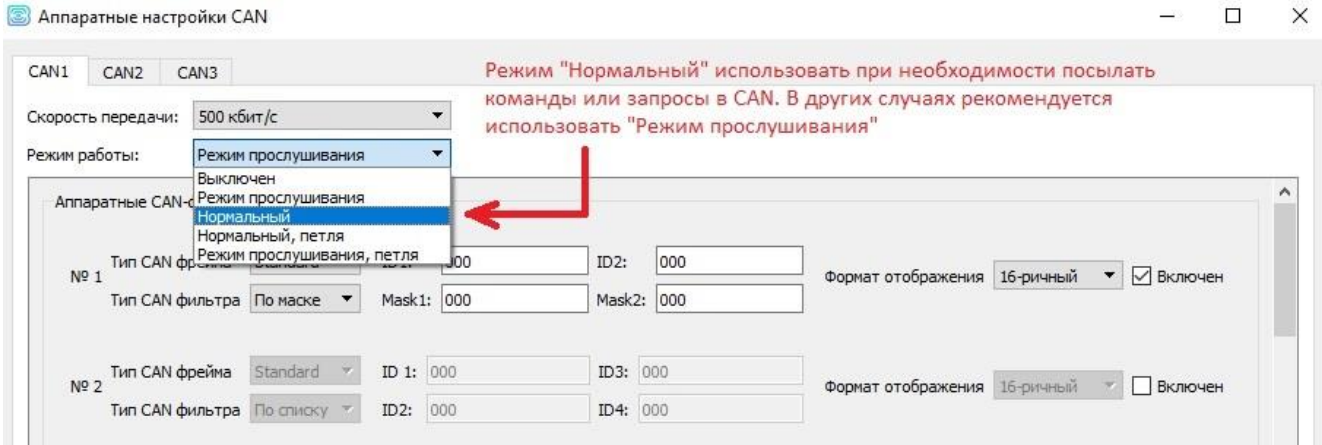 Аппаратные настройки CAN
CAN1 CAN2 CAN3
Режим "Нормальный" использовать при необходимости посылать
команды или запросы в CAN. В других случаях рекомендуется
использовать "Режим прослушивания"
Скорость передачи: 500 кбит/с
Режим работы: Режим прослушивания
Выключен
Режим прослушивания
Нормальный
Нормальный, петля
Режим прослушивания, петля
Аппаратные CAN-
№ 1
Тип CAN 000 ID2: 000
Тип CAN фильтра По маске Mask1: 000 Mask2: 000
Формат отображения 16-ричный Включен
№ 2
Тип CAN фрейма Standard ID 1: 000 ID3: 000
Тип CAN фильтра По списку ID2: 000 ID4: 000
Формат отображения 16-ричный Включен